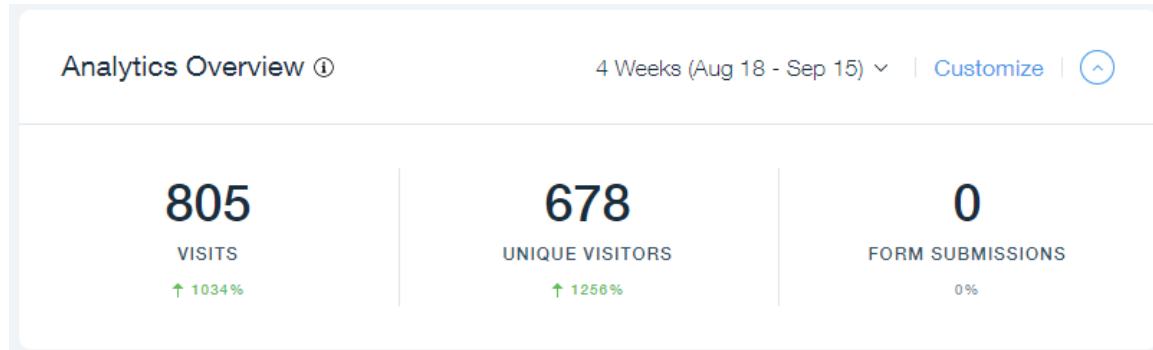 Analytics Overview
4 Weeks (Aug 18 - Sep 15) Customize
805
VISITS
↑ 1034%
678
UNIQUE VISITORS
↑ 1256%
0
FORM SUBMISSIONS
0%